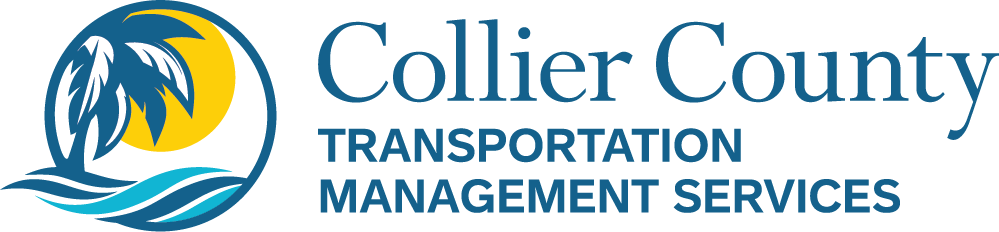 Collier County
TRANSPORTATION
MANAGEMENT SERVICES